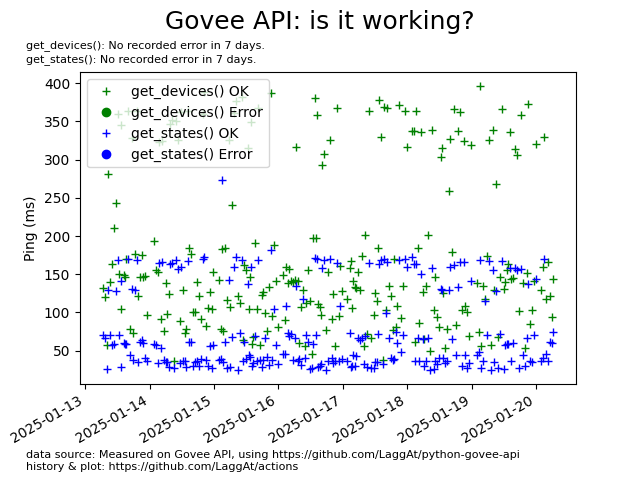 Govee API: is it working?
get_devices(): No recorded error in 7 days.
get_states(): No recorded error in 7 days.
get_devices() OK
get_devices() Error
get_states() OK
get_states() Error
Ping (ms)
400
350
300
250
200
150
100
50
2025-01-13
2025-01-14
2025-01-15
2025-01-16
2025-01-17
2025-01-18
2025-01-19
2025-01-20
data source: Measured on Govee API, using https://github.com/LaggAt/python-govee-api
history & plot: https://github.com/LaggAt/actions